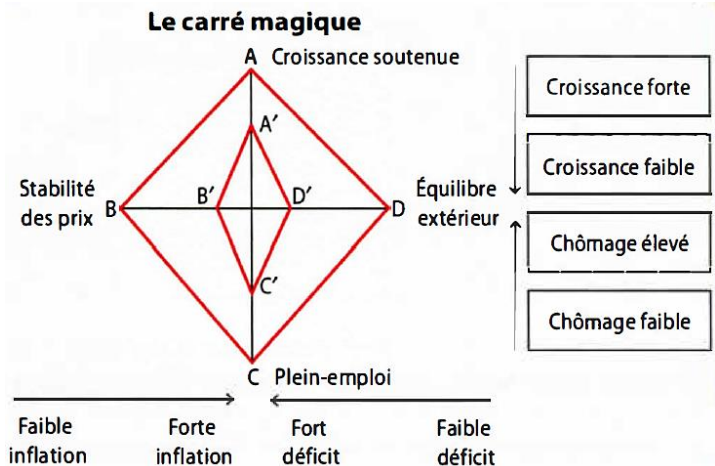 Le carré magique
A Croissance soutenue
Croissance forte
A'
Croissance faible
Stabilité
des prix
B
B'
D'
D
Équilibre
extérieur
Chômage élevé
C'
Chômage faible
C Plein-emploi
Faible
inflation
Forte
inflation
Fort
déficit
Faible
déficit